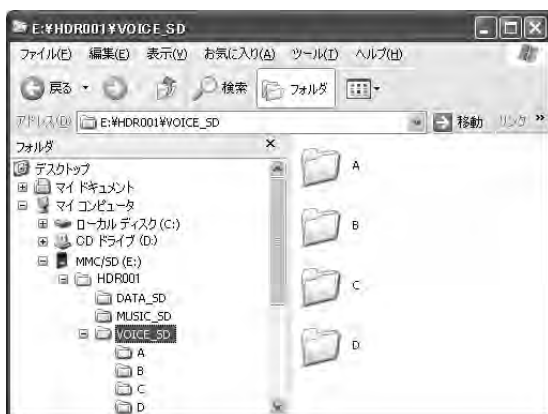 E:¥HDR001¥VOICE_SD
ファイル(F) 編集(E) 表示(V) お気に入り(A) ツール(T) ヘルプ(H)
戻る 検索 フォルダ
アドレス(D) E:¥HDR001¥VOICE_SD 移動 リンク »
フォルダ ×
デスクトップ
マイ ドキュメント
マイ コンピュータ
ローカル ディスク (C:)
CD ドライブ (D:)
MMC/SD (E:)
HDR001
DATA_SD
MUSIC_SD
VOICE_SD
A
B
C
D
A
B
C
D